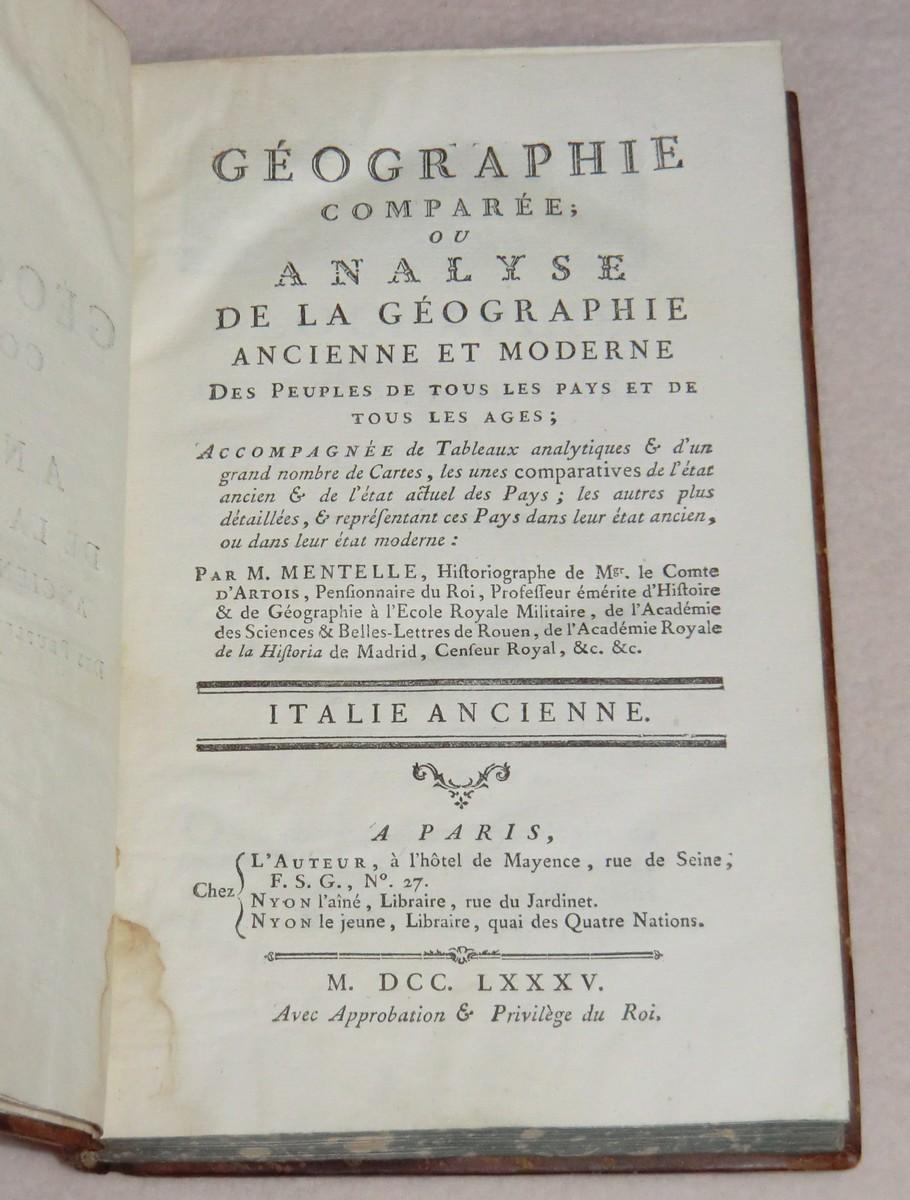 GÉOGRAPHIE
COMPARÉE;
OU
ANALYSE
DE LA GÉOGRAPHIE
ANCIENNE ET MODERNE
DES PEUPLES DE TOUS LES PAYS ET DE
TOUS LES AGES;
ACCOMPAGNÉE de Tableaux analytiques & d'un
grand nombre de Cartes, les unes comparatives de l'état
ancien & de l'état actuel des Pays; les autres plus
détaillées, & repréſentant ces Pays dans leur état ancien,
ou dans leur état moderne:
PAR M. MENTELLE, Hiſtoriographe de Mgr. le Comte
D'ARTOIS, Penſionnaire du Roi, Profeſſeur émérite d'Hiſtoire
& de Géographie à l'Ecole Royale Militaire, de l'Académie
des Sciences & Belles-Lettres de Rouen, de l'Académie Royale
de la Hiſtoria de Madrid, Cenſeur Royal, &c. &c.
ITALIE ANCIENNE.
A PARIS,
Chez
L'AUTEUR, à l'hôtel de Mayence, rue de Seine,
F. S. G., No. 27.
NYON l'aîné, Libraire, rue du Jardinet.
NYON le jeune, Libraire, quai des Quatre Nations.
M. DCC. LXXXV.
Avec Approbation & Privilège du Roi.